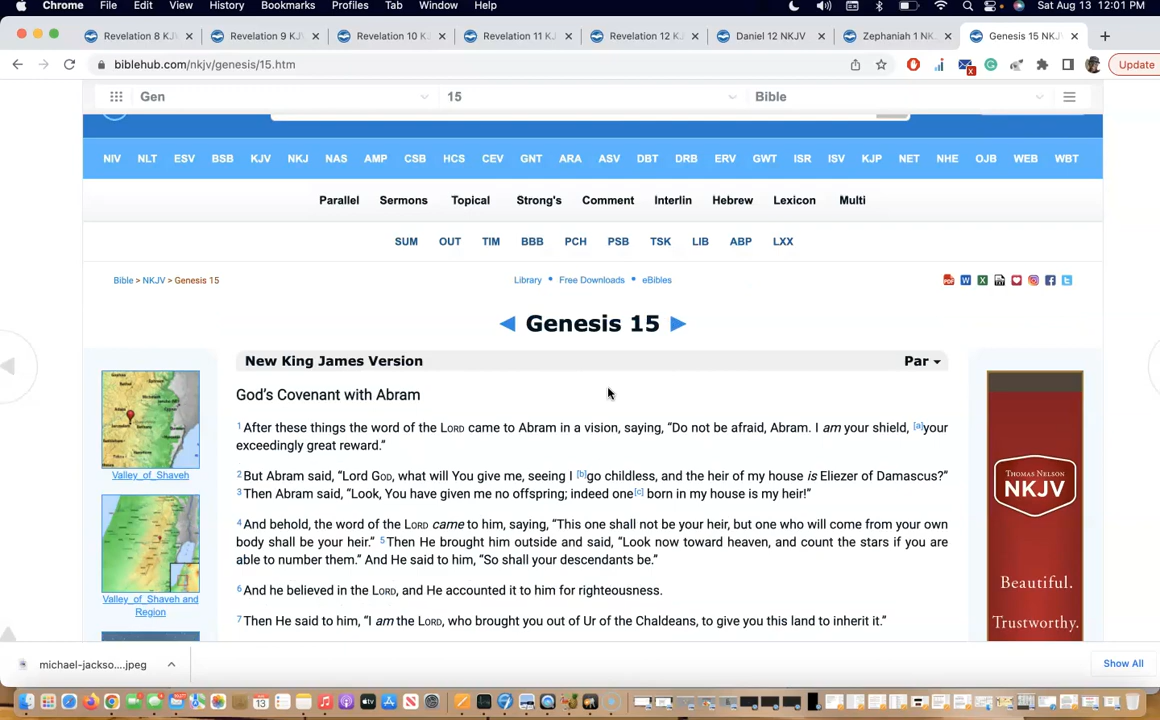 Chrome File Edit View History Bookmarks Profiles Tab Window Help Sat Aug 13 12:01 PM
Revelation 8 KJV Revelation 9 KJV Revelation 10 K Revelation 11 KJ Revelation 12 KJ Daniel 12 NKJV Zephaniah 1 NK Genesis 15 NKJ
biblehub.com/nkjv/genesis/15.htm Update
Gen 15 Bible
NIV NLT ESV BSB KJV NKJ NAS AMP CSB HCS CEV GNT ARA ASV DBT DRB ERV GWT ISR ISV KJP NET NHE OJB WEB WBT
Parallel Sermons Topical Strong's Comment Interlin Hebrew Lexicon Multi
SUM OUT TIM BBB PCH PSB TSK LIB ABP LXX
Bible > NKJV > Genesis 15 Library • Free Downloads • eBibles
◄ Genesis 15 ►
New King James Version Par
God’s Covenant with Abram
1 After these things the word of the LORD came to Abram in a vision, saying, “Do not be afraid, Abram. I am your shield, [a]your
exceedingly great reward.”
2 But Abram said, “Lord GOD, what will You give me, seeing I [b]go childless, and the heir of my house is Eliezer of Damascus?”
3 Then Abram said, “Look, You have given me no offspring; indeed one[c] born in my house is my heir!”
4 And behold, the word of the LORD came to him, saying, “This one shall not be your heir, but one who will come from your own
body shall be your heir.” 5 Then He brought him outside and said, “Look now toward heaven, and count the stars if you are
able to number them.” And He said to him, “So shall your descendants be.”
6 And he believed in the LORD, and He accounted it to him for righteousness.
7 Then He said to him, “I am the LORD, who brought you out of Ur of the Chaldeans, to give you this land to inherit it.”
Valley_of_Shaveh
Valley_of_Shaveh and
Region
THOMAS NELSON
NKJV
Beautiful.
Trustworthy.
michael-jackso....jpeg Show All